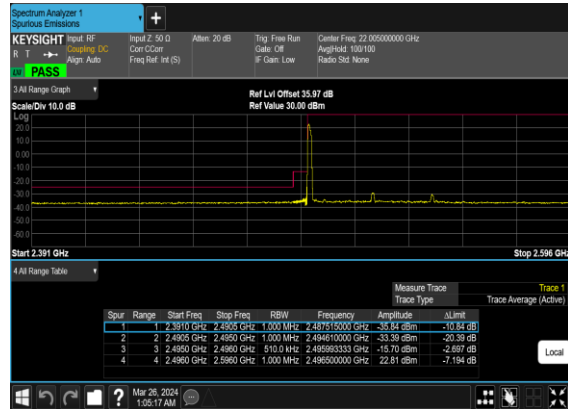 Spectrum Analyzer 1
Spurious Emissions
KEYSIGHT Input: RF Input Z: 50 Ω Atten: 20 dB Trig: Free Run Center Freq: 22.005000000 GHz
R T Coupling: DC Corr CCorr Gate: Off Avg|Hold: 100/100
Align: Auto Freq Ref: Int (S) IF Gain: Low Radio Std: None
LXI PASS
3 All Range Graph
Ref Lvl Offset 35.97 dB
Scale/Div 10.0 dB Ref Value 30.00 dBm
Log
20.0
10.0
0.00
-10.0
-20.0
-30.0
-40.0
-50.0
-60.0
Start 2.391 GHz Stop 2.596 GHz
4 All Range Table
Measure Trace Trace 1
Trace Type Trace Average (Active)
Spur Range Start Freq Stop Freq RBW Frequency Amplitude ΔLimit
1 1 2.3910 GHz 2.4905 GHz 1.000 MHz 2.487515000 GHz -35.84 dBm -10.84 dB
2 2 2.4905 GHz 2.4950 GHz 1.000 MHz 2.494610000 GHz -33.39 dBm -20.39 dB
3 3 2.4950 GHz 2.4960 GHz 510.0 kHz 2.495993333 GHz -15.70 dBm -2.697 dB
4 4 2.4960 GHz 2.5960 GHz 1.000 MHz 2.496500000 GHz 22.81 dBm -7.194 dB
Local
Mar 26, 2024
1:05:17 AM